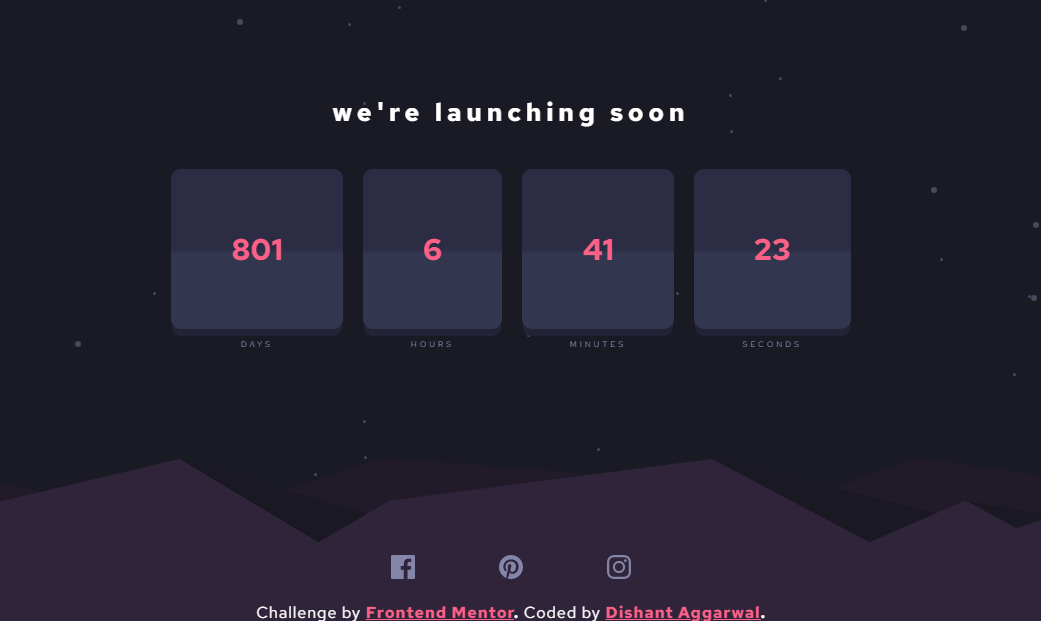 we're launching soon
801 6 41 23
DAYS HOURS MINUTES SECONDS
Challenge by Frontend Mentor. Coded by Dishant Aggarwal.